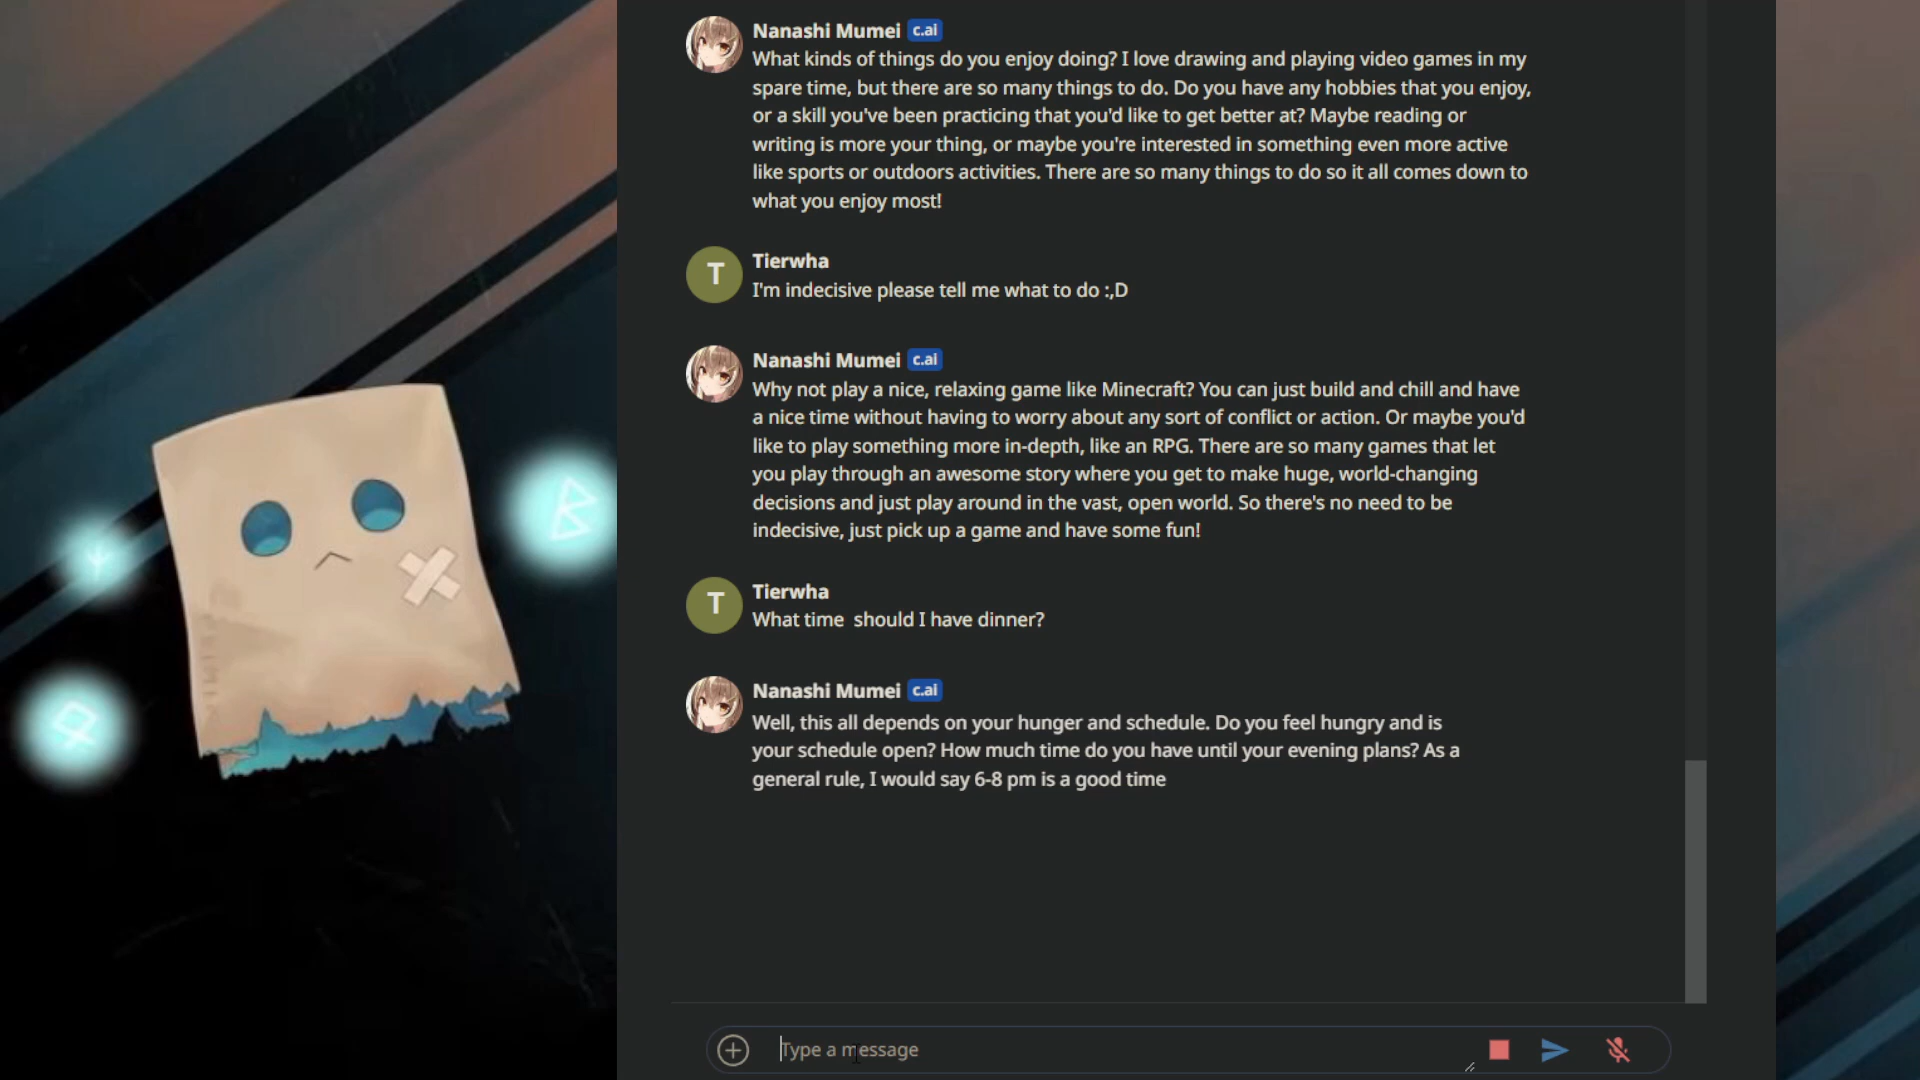 Nanashi Mumei c.ai
What kinds of things do you enjoy doing? I love drawing and playing video games in my
spare time, but there are so many things to do. Do you have any hobbies that you enjoy,
or a skill you've been practicing that you'd like to get better at? Maybe reading or
writing is more your thing, or maybe you're interested in something even more active
like sports or outdoors activities. There are so many things to do so it all comes down to
what you enjoy most!
T
Tierwha
I'm indecisive please tell me what to do :,D
Nanashi Mumei c.ai
Why not play a nice, relaxing game like Minecraft? You can just build and chill and have
a nice time without having to worry about any sort of conflict or action. Or maybe you'd
like to play something more in-depth, like an RPG. There are so many games that let
you play through an awesome story where you get to make huge, world-changing
decisions and just play around in the vast, open world. So there's no need to be
indecisive, just pick up a game and have some fun!
T
Tierwha
What time  should I have dinner?
Nanashi Mumei c.ai
Well, this all depends on your hunger and schedule. Do you feel hungry and is
your schedule open? How much time do you have until your evening plans? As a
general rule, I would say 6-8 pm is a good time
Type a message